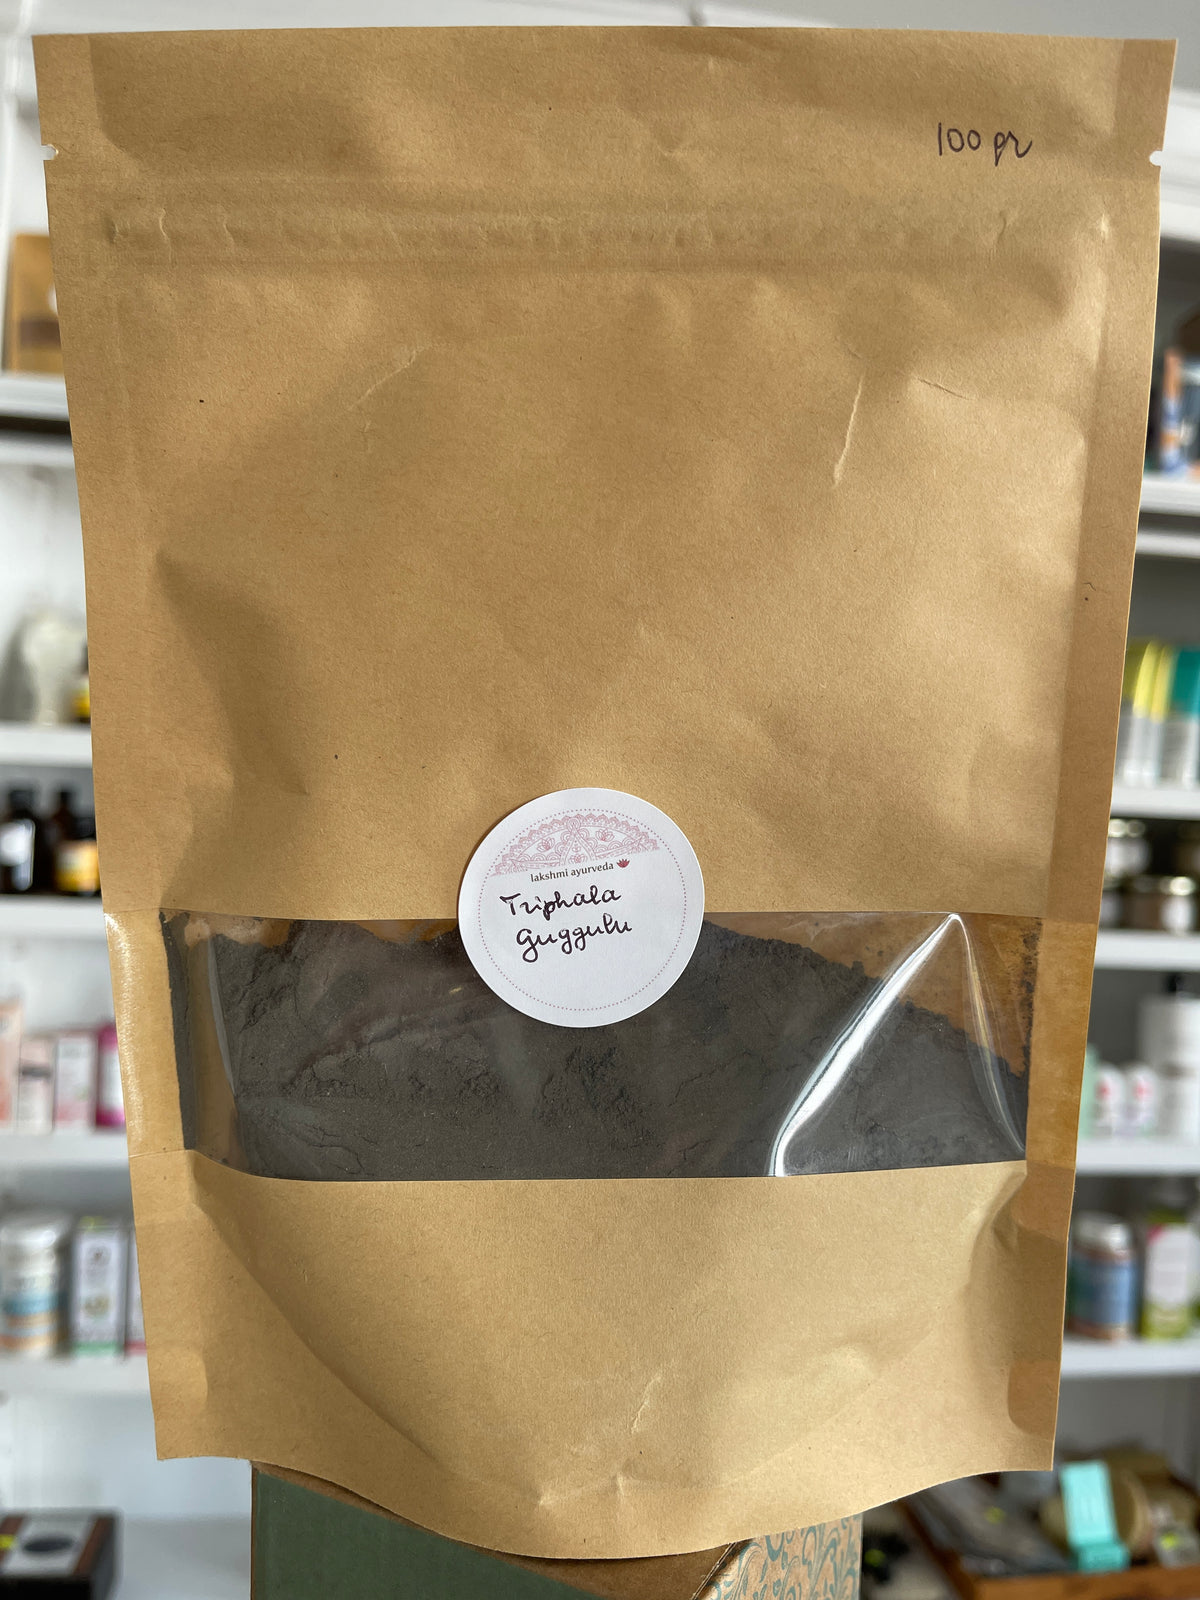 100 gr
lakshmi ayurveda
Triphala
Guggulu